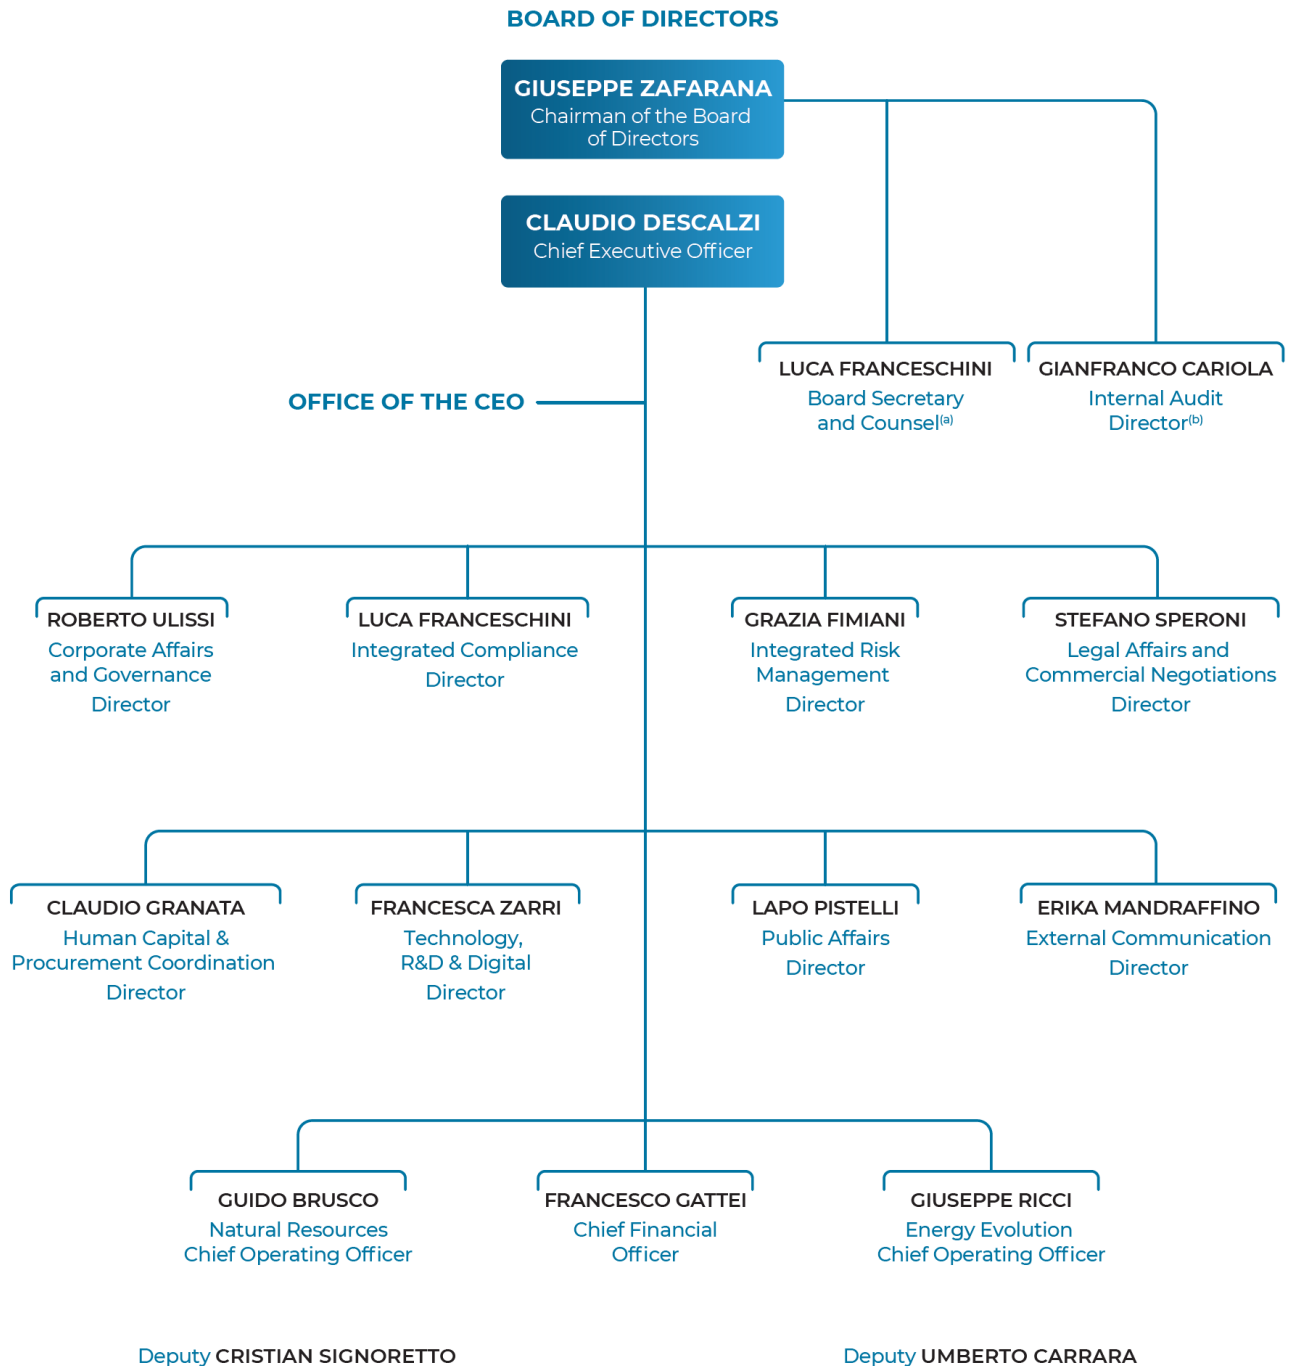 BOARD OF DIRECTORS
GIUSEPPE ZAFARANA
Chairman of the Board
of Directors
CLAUDIO DESCALZI
Chief Executive Officer
LUCA FRANCESCHINI
Board Secretary
and Counsel(a)
GIANFRANCO CARIOLA
Internal Audit
Director(b)
OFFICE OF THE CEO
ROBERTO ULISSI
Corporate Affairs
and Governance
Director
LUCA FRANCESCHINI
Integrated Compliance
Director
GRAZIA FIMIANI
Integrated Risk
Management
Director
STEFANO SPERONI
Legal Affairs and
Commercial Negotiations
Director
CLAUDIO GRANATA
Human Capital &
Procurement Coordination
Director
FRANCESCA ZARRI
Technology,
R&D & Digital
Director
LAPO PISTELLI
Public Affairs
Director
ERIKA MANDRAFFINO
External Communication
Director
GUIDO BRUSCO
Natural Resources
Chief Operating Officer
FRANCESCO GATTEI
Chief Financial
Officer
GIUSEPPE RICCI
Energy Evolution
Chief Operating Officer
Deputy CRISTIAN SIGNORETTO
Deputy UMBERTO CARRARA